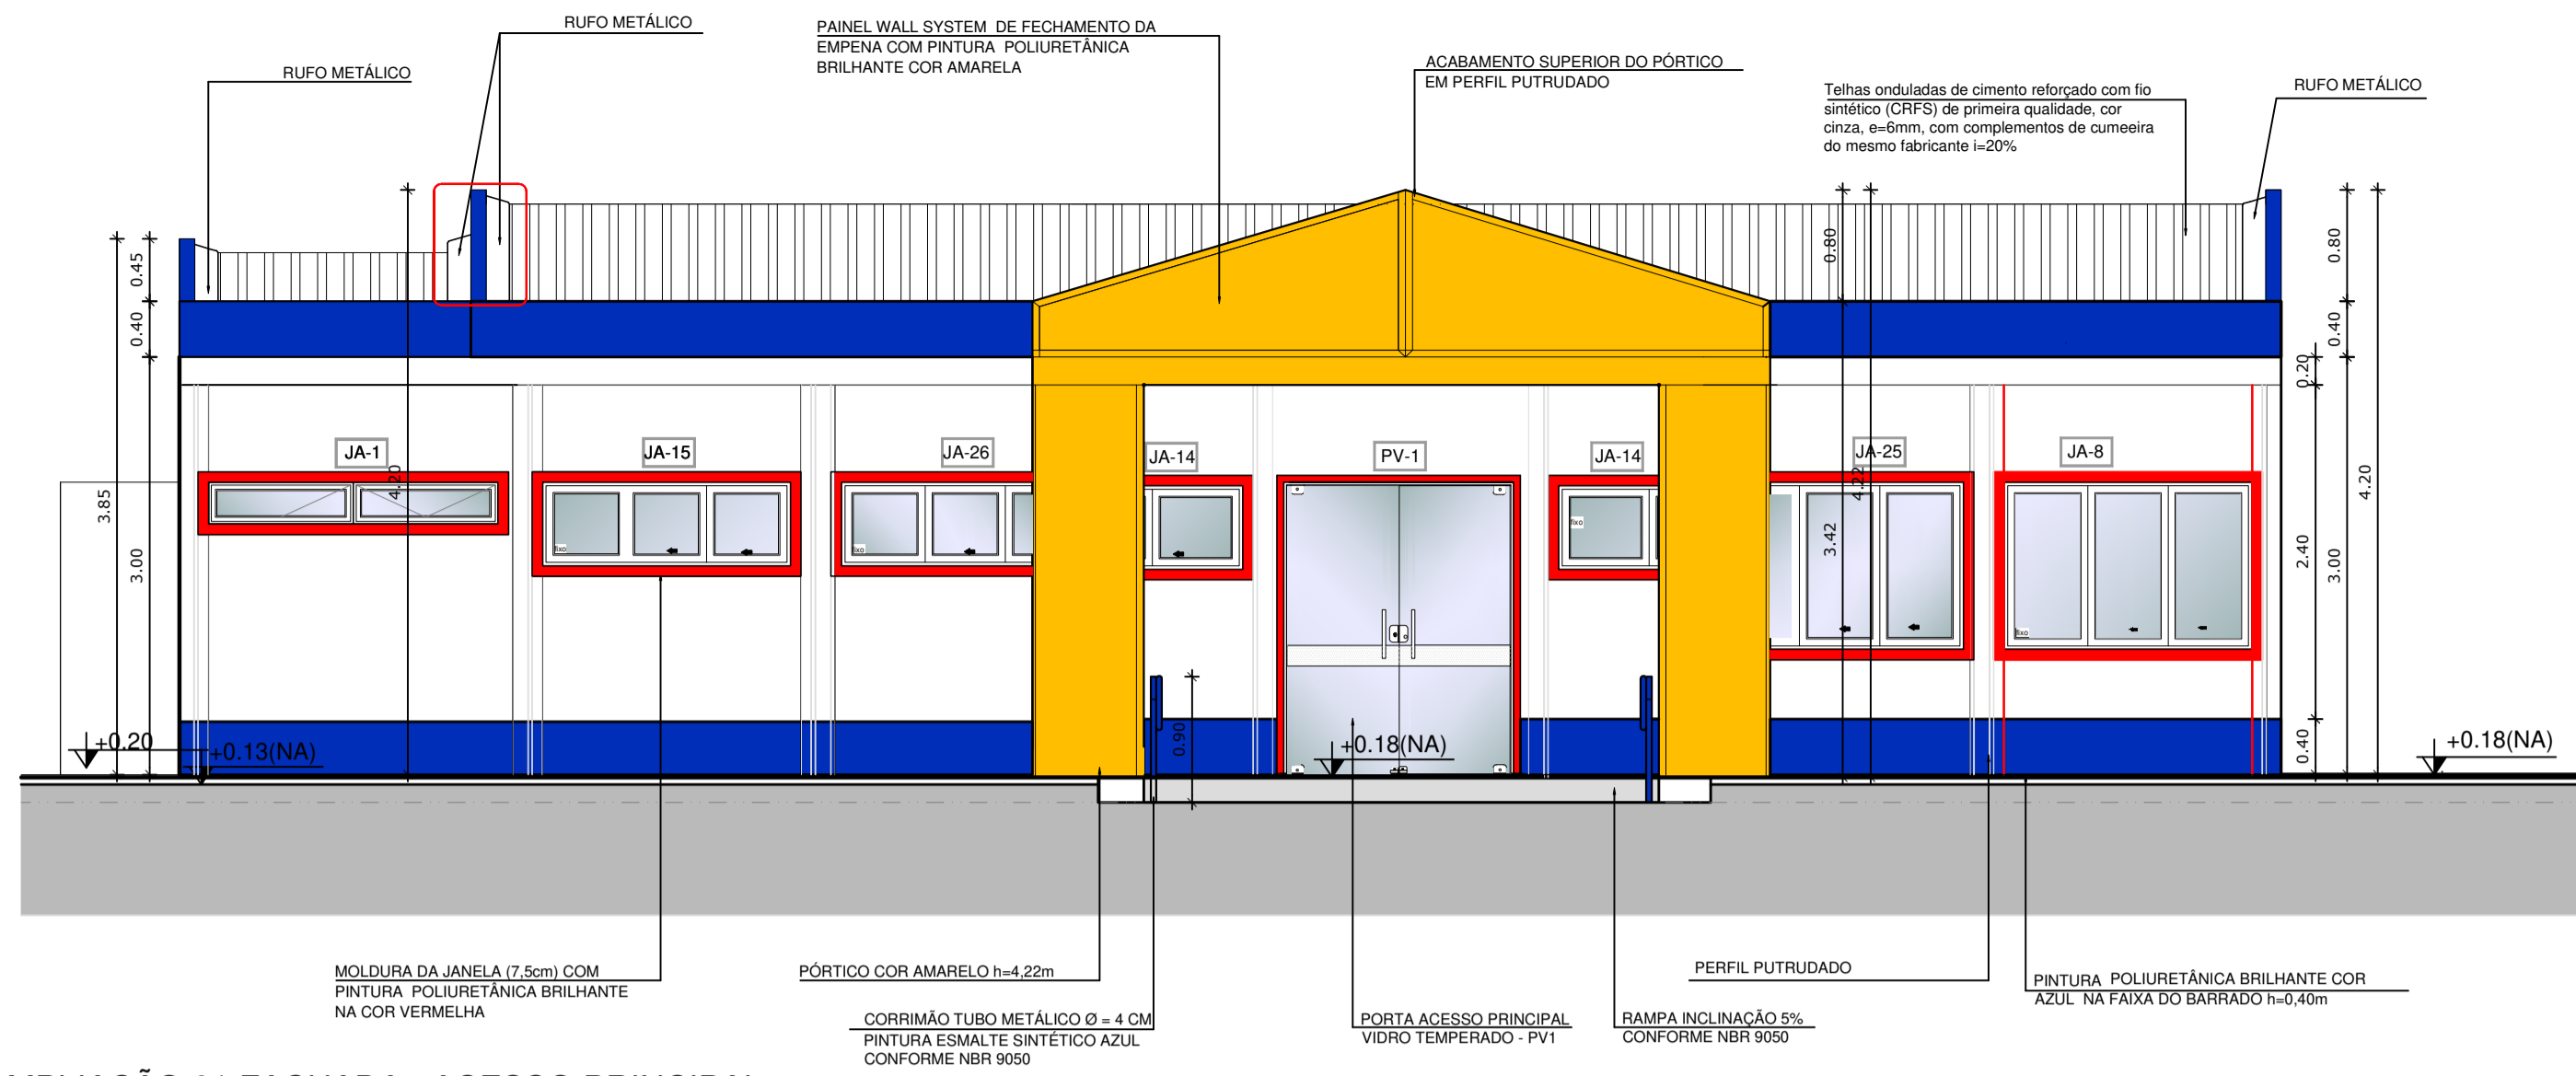 RUFO METÁLICO
RUFO METÁLICO
PAINEL WALL SYSTEM DE FECHAMENTO DA
EMPENA COM PINTURA POLIURETÂNICA
BRILHANTE COR AMARELA
ACABAMENTO SUPERIOR DO PÓRTICO
EM PERFIL PUTRUDADO
Telhas onduladas de cimento reforçado com fio
sintético (CRFS) de primeira qualidade, cor
cinza, e=6mm, com complementos de cumeeira
do mesmo fabricante i=20%
RUFO METÁLICO
0.45
0.40
3.85
3.00
4.20
0.80
4.22
3.42
0.80
0.40
0.20
2.40
3.00
4.20
0.40
0.90
JA-1
JA-15
JA-26
JA-14
PV-1
JA-14
JA-25
JA-8
fixo
fixo
fixo
fixo
+0.20
+0.13(NA)
+0.18(NA)
+0.18(NA)
MOLDURA DA JANELA (7,5cm) COM
PINTURA POLIURETÂNICA BRILHANTE
NA COR VERMELHA
PÓRTICO COR AMARELO h=4,22m
CORRIMÃO TUBO METÁLICO Ø = 4 CM
PINTURA ESMALTE SINTÉTICO AZUL
CONFORME NBR 9050
PORTA ACESSO PRINCIPAL
VIDRO TEMPERADO - PV1
RAMPA INCLINAÇÃO 5%
CONFORME NBR 9050
PERFIL PUTRUDADO
PINTURA POLIURETÂNICA BRILHANTE COR
AZUL NA FAIXA DO BARRADO h=0,40m